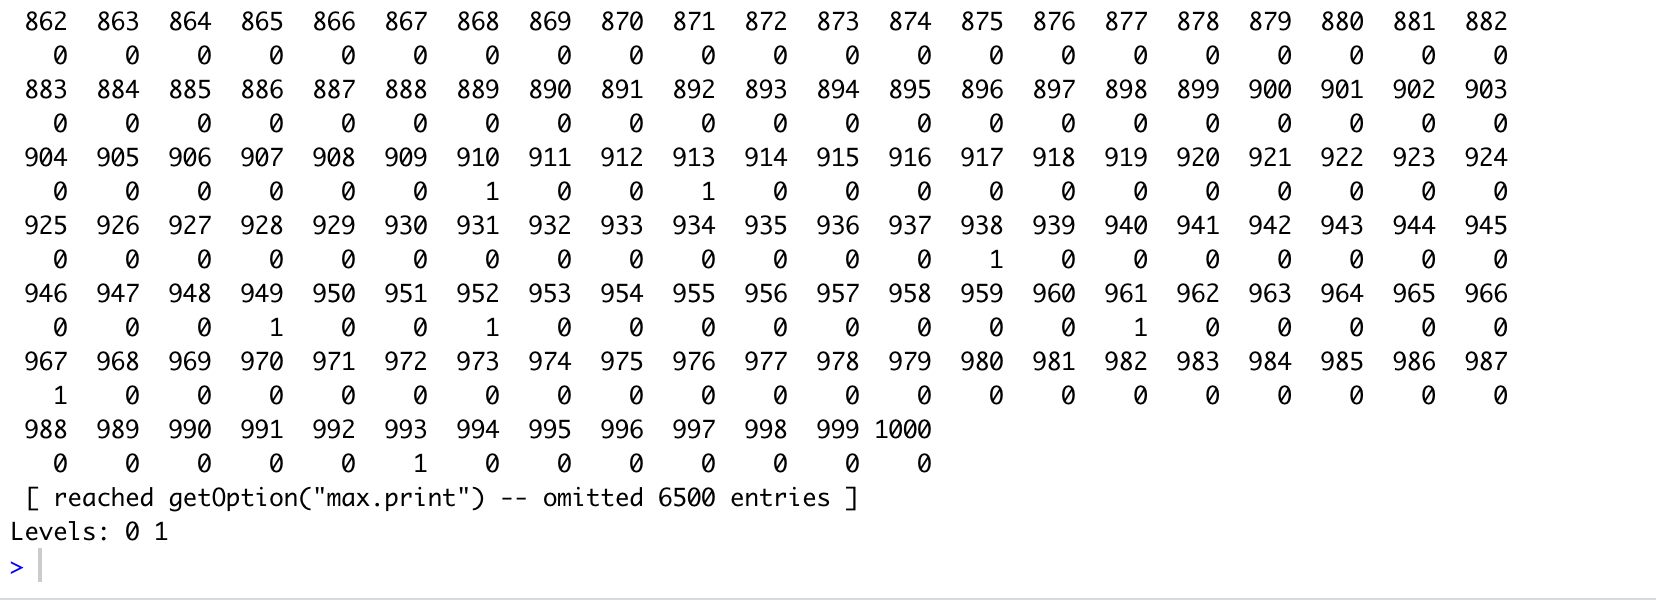 862 863 864 865 866 867 868 869 870 871 872 873 874 875 876 877 878 879 880 881 882
0 0 0 0 0 0 0 0 0 0 0 0 0 0 0 0 0 0 0 0 0
883 884 885 886 887 888 889 890 891 892 893 894 895 896 897 898 899 900 901 902 903
0 0 0 0 0 0 0 0 0 0 0 0 0 0 0 0 0 0 0 0 0
904 905 906 907 908 909 910 911 912 913 914 915 916 917 918 919 920 921 922 923 924
0 0 0 0 0 0 1 0 0 1 0 0 0 0 0 0 0 0 0 0 0
925 926 927 928 929 930 931 932 933 934 935 936 937 938 939 940 941 942 943 944 945
0 0 0 0 0 0 0 0 0 0 0 0 0 1 0 0 0 0 0 0 0
946 947 948 949 950 951 952 953 954 955 956 957 958 959 960 961 962 963 964 965 966
0 0 0 1 0 0 1 0 0 0 0 0 0 0 0 1 0 0 0 0 0
967 968 969 970 971 972 973 974 975 976 977 978 979 980 981 982 983 984 985 986 987
1 0 0 0 0 0 0 0 0 0 0 0 0 0 0 0 0 0 0 0 0
988 989 990 991 992 993 994 995 996 997 998 999 1000
0 0 0 0 0 1 0 0 0 0 0 0 0
[ reached getOption("max.print") -- omitted 6500 entries ]
Levels: 0 1
>